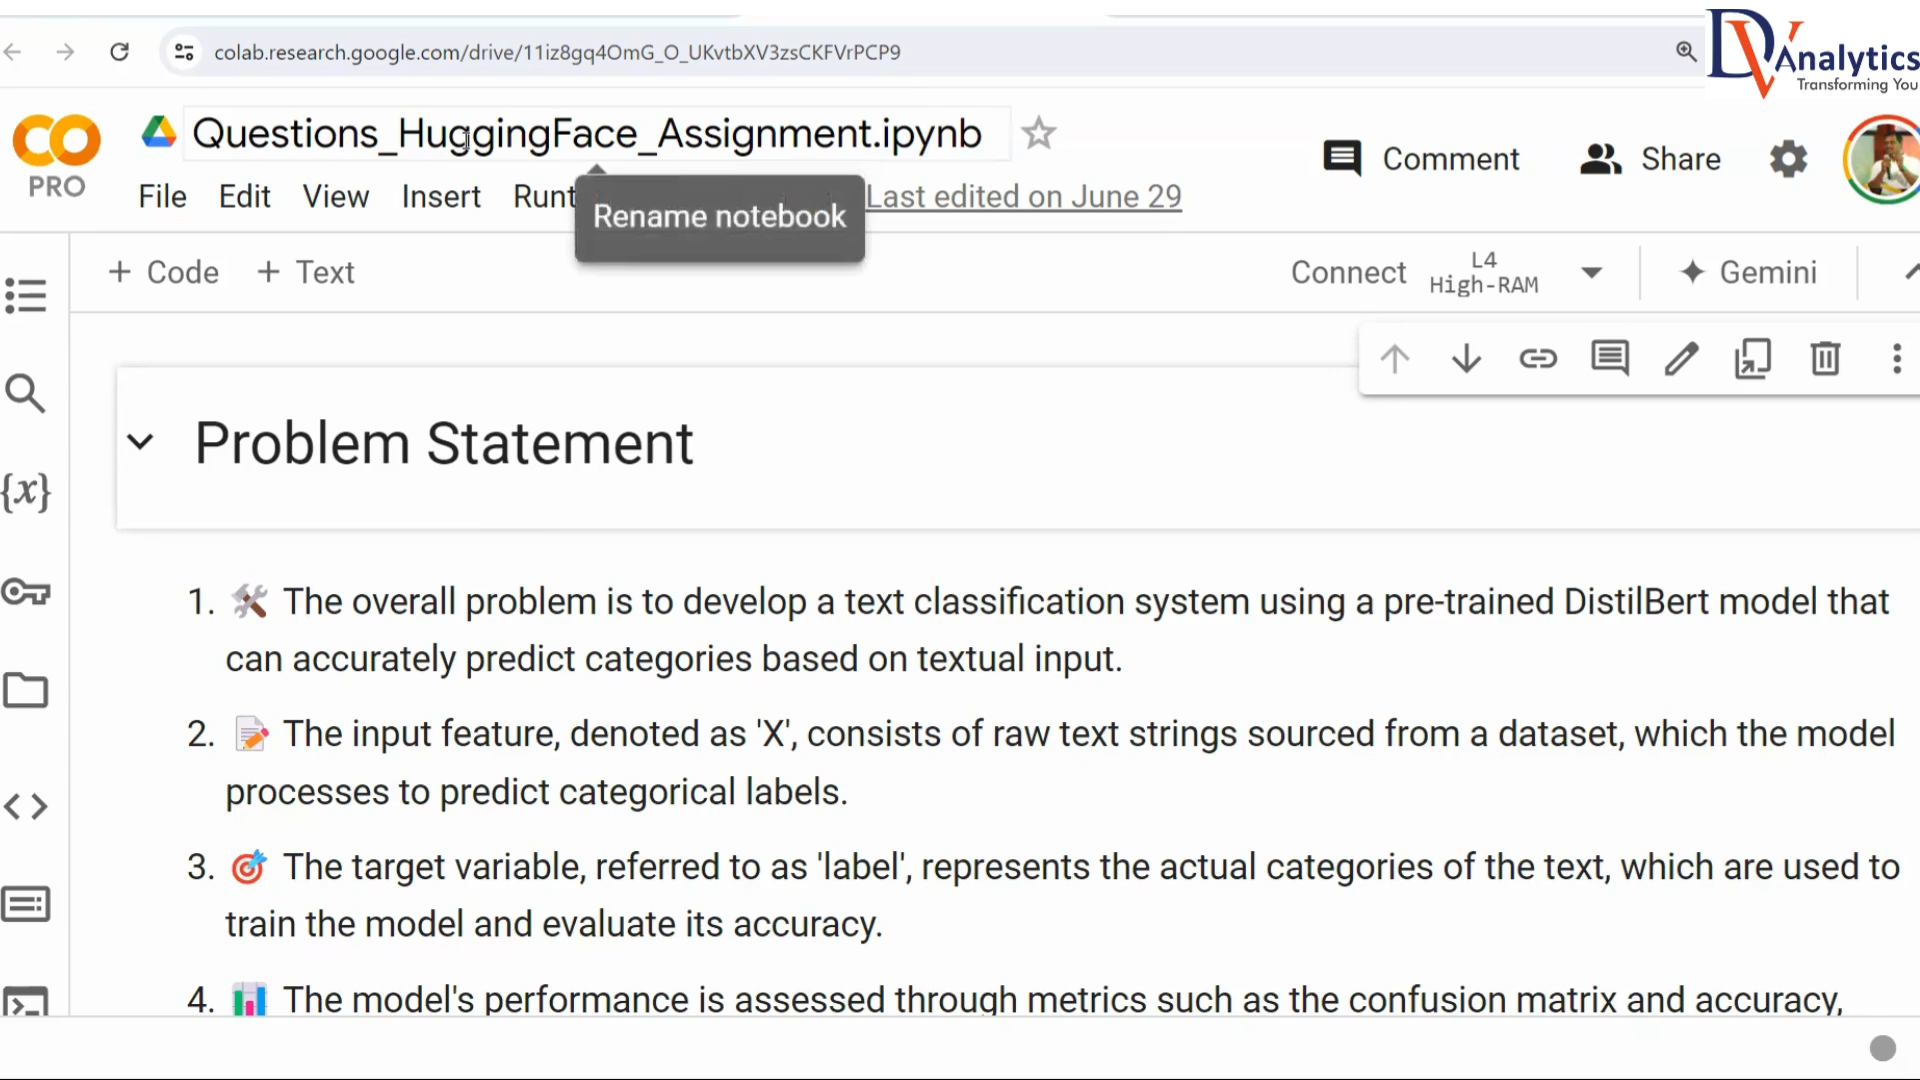 colab.research.google.com/drive/11iz8gq4OmG_O_UKvtbXV3zsCKFVrPCP9
DV Analytics
Transforming You
CO
PRO
Questions_HuggingFace_Assignment.ipynb
Comment
Share
File Edit View Insert Runt
Rename notebook
Last edited on June 29
+ Code + Text
Connect
L4
High-RAM
Gemini
{x}
Problem Statement
1. 🛠 The overall problem is to develop a text classification system using a pre-trained DistilBert model that
can accurately predict categories based on textual input.
2. 📝 The input feature, denoted as 'X', consists of raw text strings sourced from a dataset, which the model
processes to predict categorical labels.
3. 🎯 The target variable, referred to as 'label', represents the actual categories of the text, which are used to
train the model and evaluate its accuracy.
4. 📊 The model's performance is assessed through metrics such as the confusion matrix and accuracy,